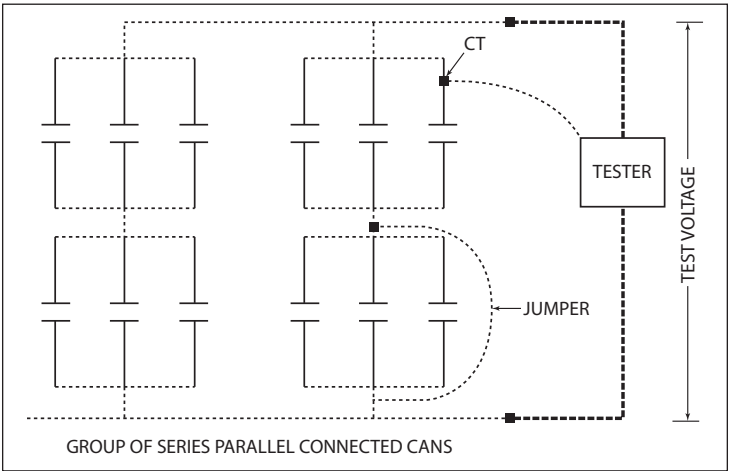 CT
TESTER
TEST VOLTAGE
JUMPER
GROUP OF SERIES PARALLEL CONNECTED CANS